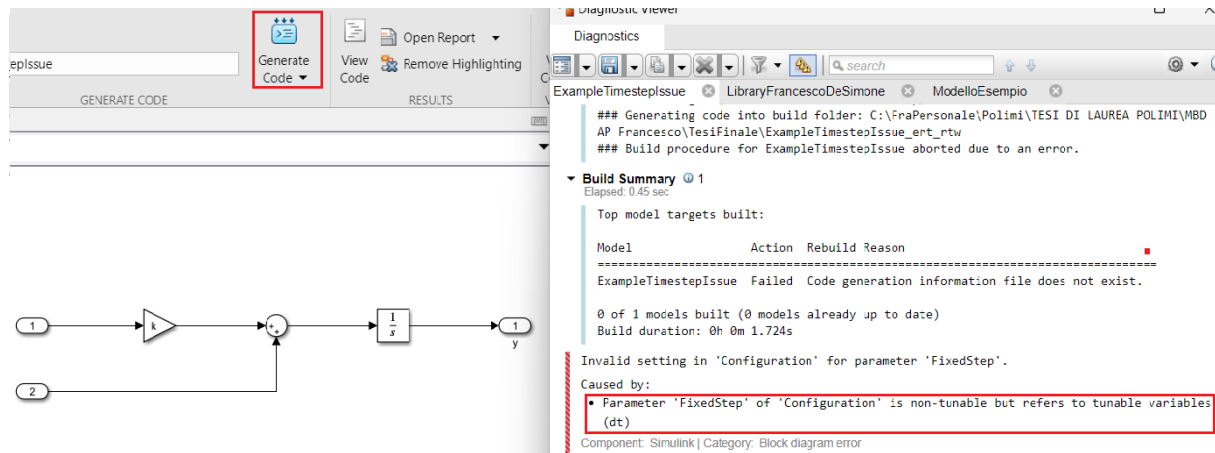 Diagnostic Viewer
Diagnostics
search
ExampleTimestepIssue
LibraryFrancescoDeSimone
ModelloEsempio
### Generating code into build folder: C:\FraPersonale\Polimi\TESI DI LAUREA POLIMI\MBD
AP Francesco\TesiFinale\ExampleTimestepIssue_ert_rtw
### Build procedure for ExampleTimestepIssue aborted due to an error.
Build Summary 1
Elapsed: 0.45 sec
Top model targets built:
Model Action Rebuild Reason
================================================================================
ExampleTimestepIssue Failed Code generation information file does not exist.
0 of 1 models built (0 models already up to date)
Build duration: 0h 0m 1.724s
Invalid setting in 'Configuration' for parameter 'FixedStep'.
Caused by:
• Parameter 'FixedStep' of 'Configuration' is non-tunable but refers to tunable variables
(dt)
Component: Simulink | Category: Block diagram error
epIssue
Generate
Code
View
Code
Open Report
Remove Highlighting
GENERATE CODE
RESULTS
1
k
1
s
1
y
2